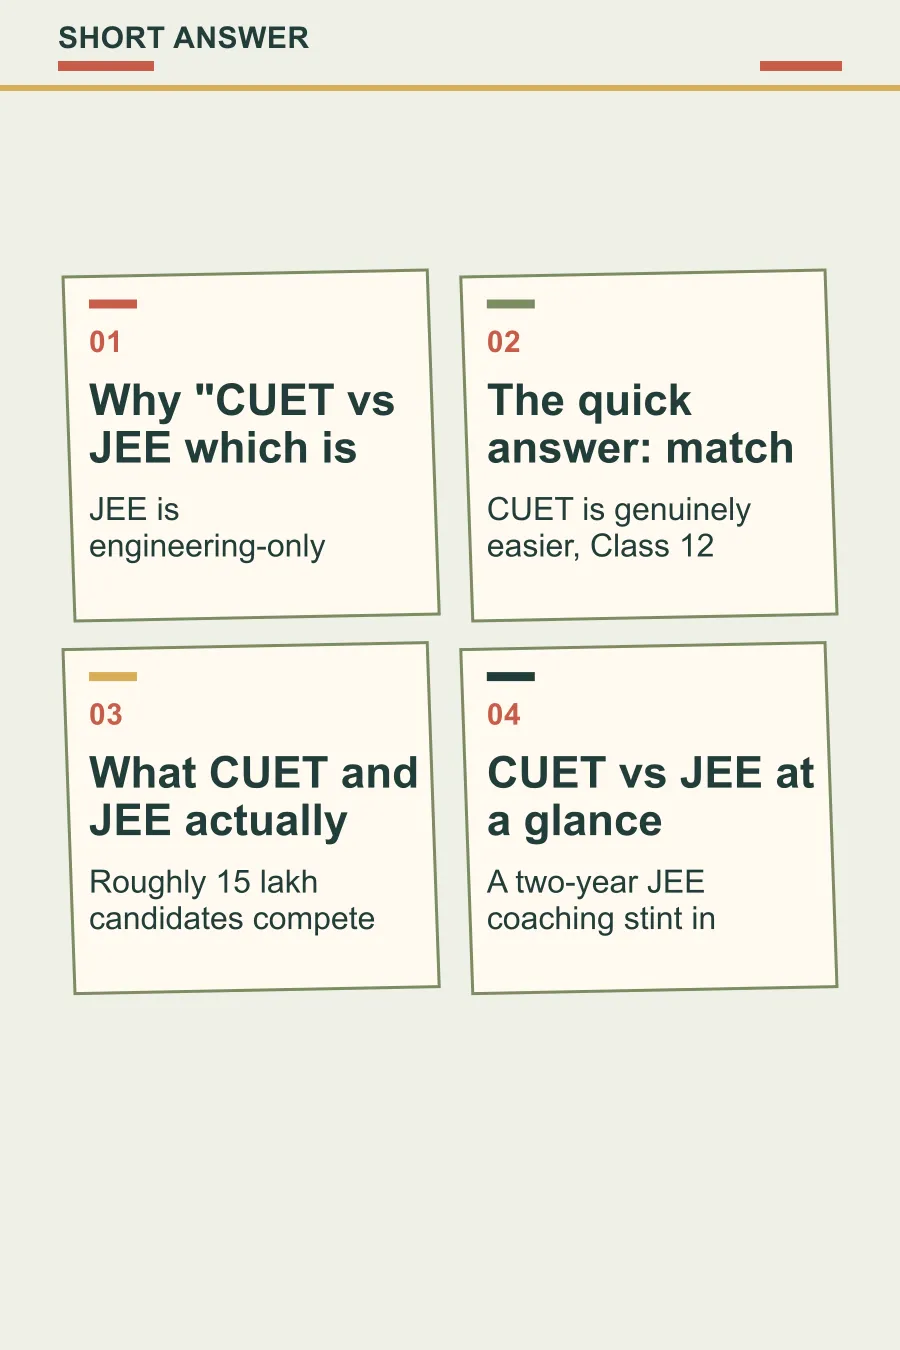 SHORT ANSWER
01
Why "CUET vs
JEE which is
JEE is
engineering-only
02
The quick
answer: match
CUET is genuinely
easier, Class 12
03
What CUET and
JEE actually
Roughly 15 lakh
candidates compete
04
CUET vs JEE at
a glance
A two-year JEE
coaching stint in